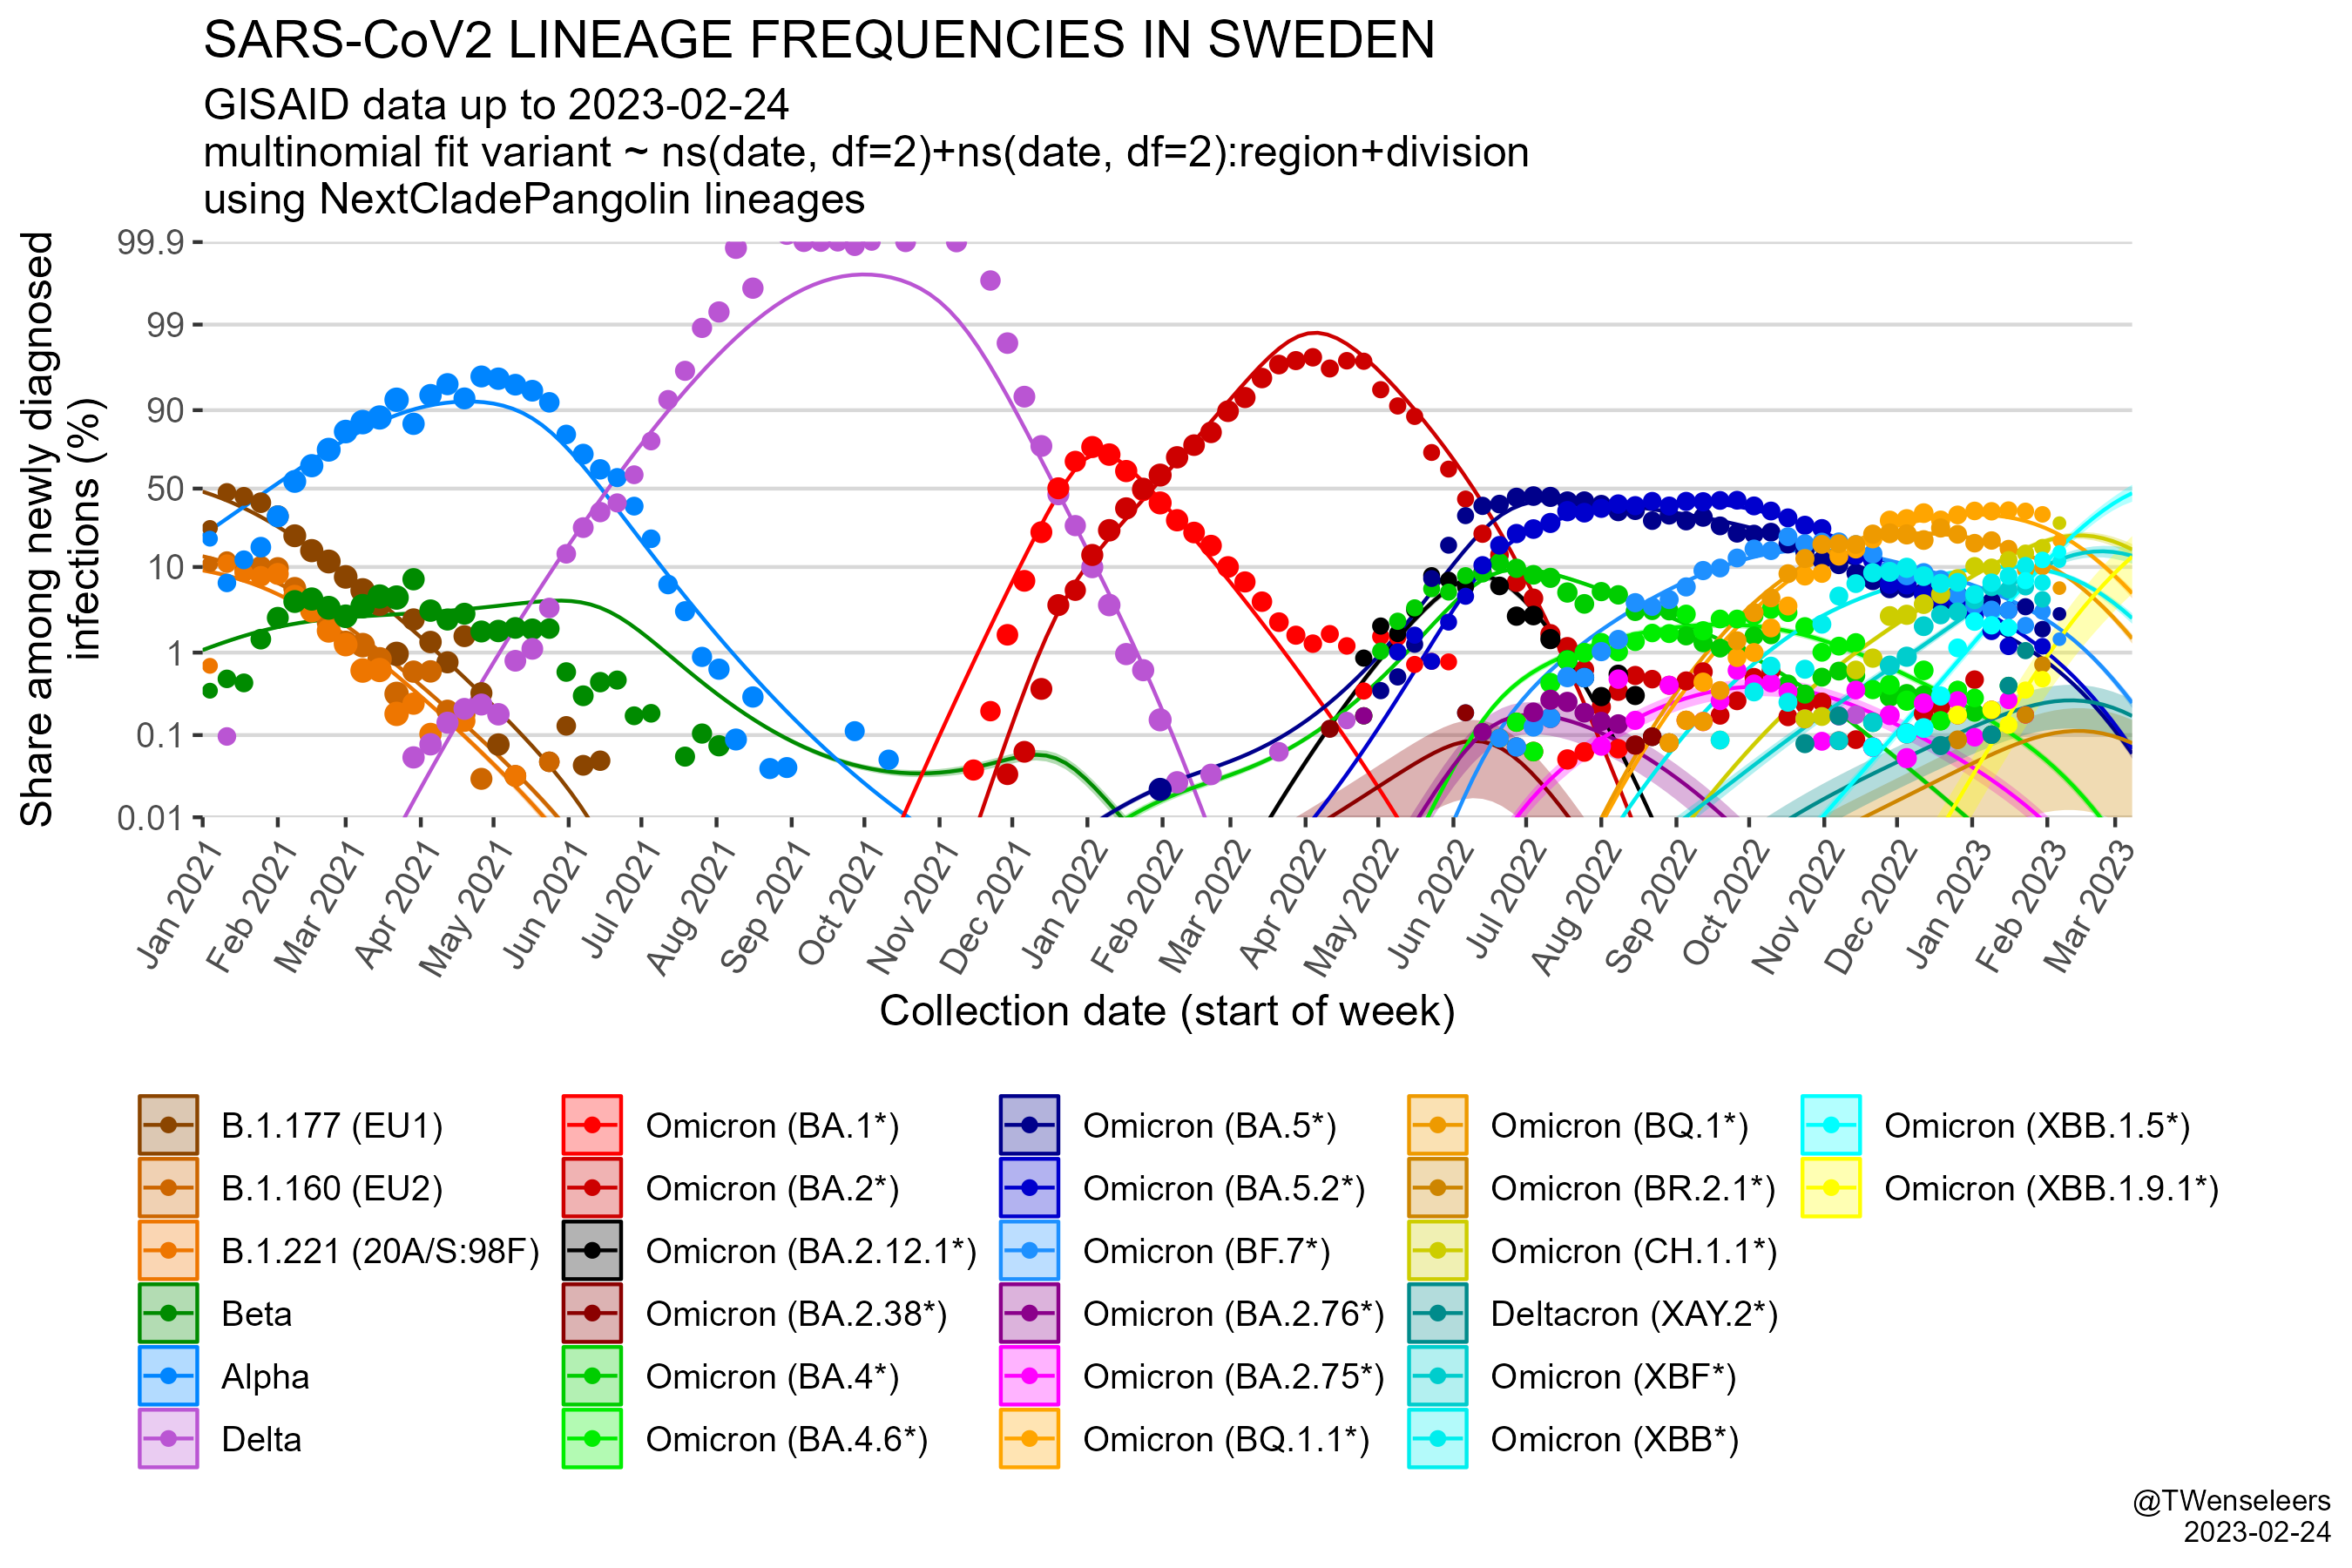 SARS-CoV2 LINEAGE FREQUENCIES IN SWEDEN
GISAID data up to 2023-02-24
multinomial fit variant ~ ns(date, df=2)+ns(date, df=2):region+division
using NextCladePangolin lineages
Share among newly diagnosed
infections (%)
99.9
99
90
50
10
1
0.1
0.01
Jan 2021
Feb 2021
Mar 2021
Apr 2021
May 2021
Jun 2021
Jul 2021
Aug 2021
Sep 2021
Oct 2021
Nov 2021
Dec 2021
Jan 2022
Feb 2022
Mar 2022
Apr 2022
May 2022
Jun 2022
Jul 2022
Aug 2022
Sep 2022
Oct 2022
Nov 2022
Dec 2022
Jan 2023
Feb 2023
Mar 2023
Collection date (start of week)
B.1.177 (EU1)
B.1.160 (EU2)
B.1.221 (20A/S:98F)
Beta
Alpha
Delta
Omicron (BA.1*)
Omicron (BA.2*)
Omicron (BA.2.12.1*)
Omicron (BA.2.38*)
Omicron (BA.4*)
Omicron (BA.4.6*)
Omicron (BA.5*)
Omicron (BA.5.2*)
Omicron (BF.7*)
Omicron (BA.2.76*)
Omicron (BA.2.75*)
Omicron (BQ.1.1*)
Omicron (BQ.1*)
Omicron (BR.2.1*)
Omicron (CH.1.1*)
Deltacron (XAY.2*)
Omicron (XBF*)
Omicron (XBB*)
Omicron (XBB.1.5*)
Omicron (XBB.1.9.1*)
@TWenseleers
2023-02-24